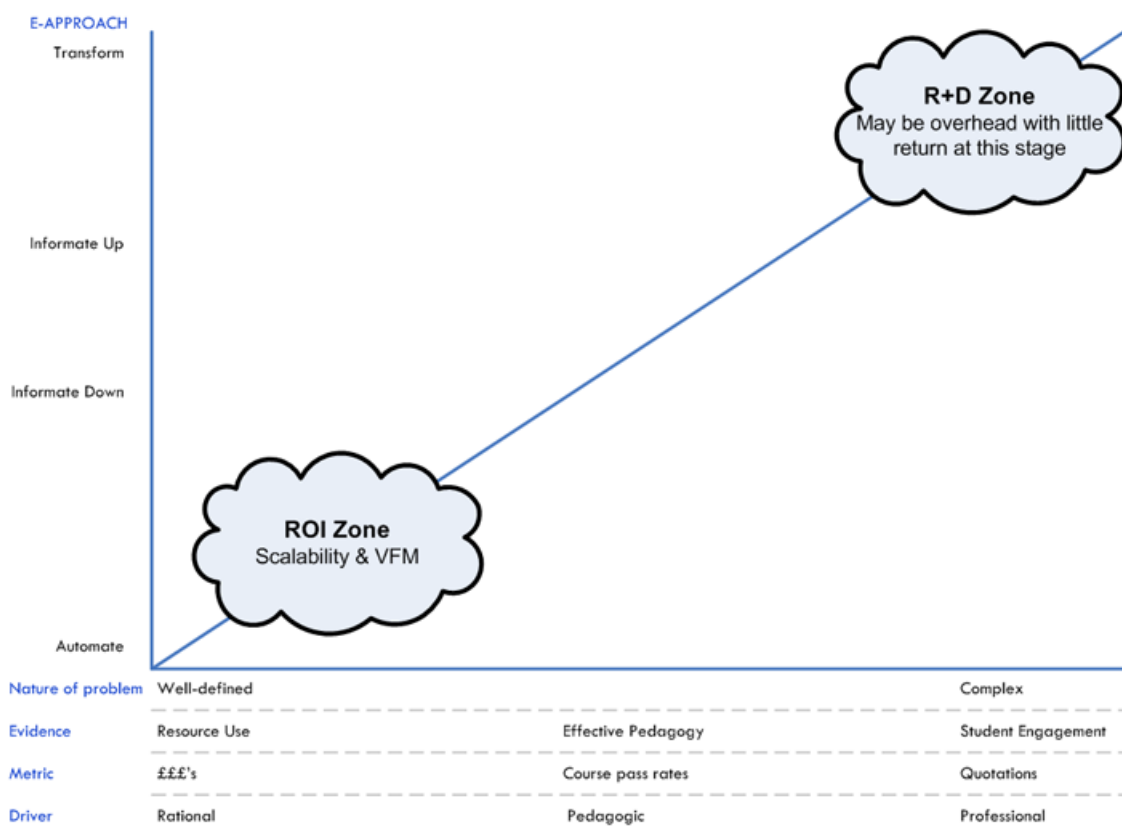 E-APPROACH
Transform
R+D Zone
May be overhead with little
return at this stage
Informate Up
Informate Down
ROI Zone
Scalability & VFM
Automate
Nature of problem Well-defined Complex
Evidence Resource Use Effective Pedagogy Student Engagement
Metric £££'s Course pass rates Quotations
Driver Rational Pedagogic Professional